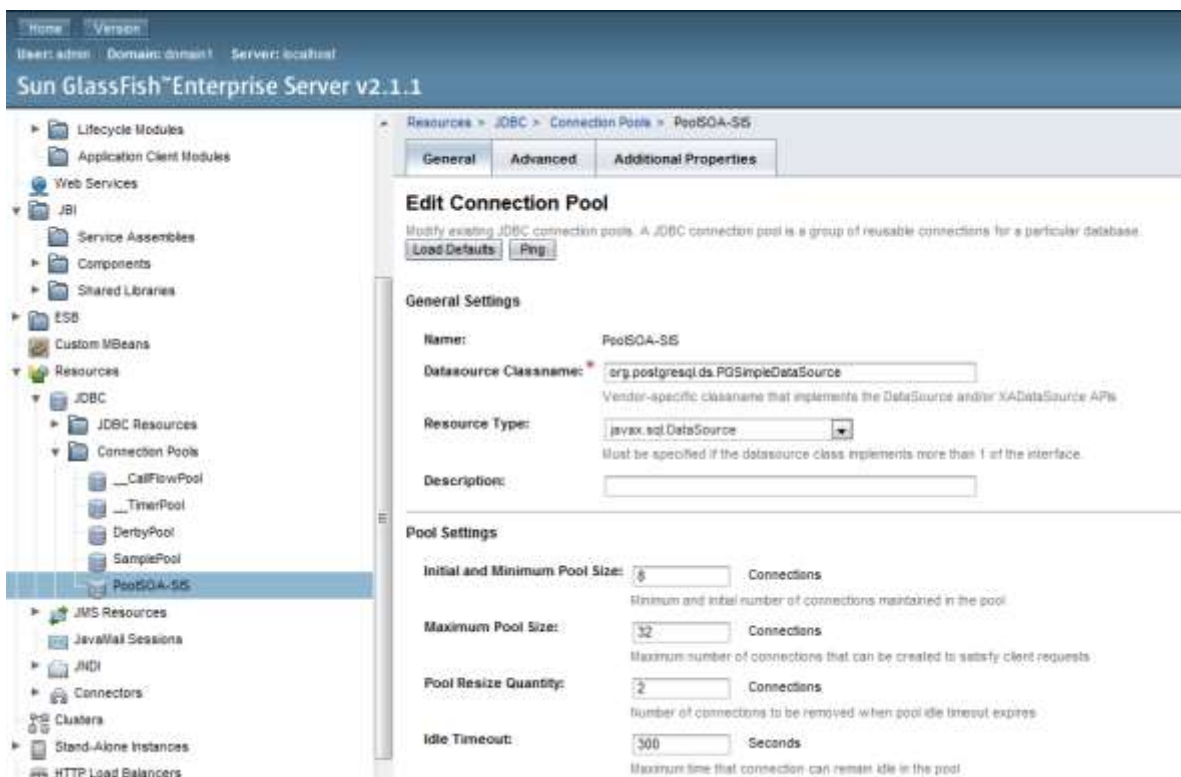 Home Version
User: admin Domain: domain1 Server: localhost
Sun GlassFish™ Enterprise Server v2.1.1
Lifecycle Modules
Application Client Modules
Web Services
JBI
Service Assemblies
Components
Shared Libraries
ESB
Custom MBeans
Resources
JDBC
JDBC Resources
Connection Pools
__CallFlowPool
__TimerPool
DerbyPool
SamplePool
PoolSOA-SIS
JMS Resources
JavaMail Sessions
JNDI
Connectors
Clusters
Stand-Alone Instances
HTTP Load Balancers
Resources > JDBC > Connection Pools > PoolSOA-SIS
General Advanced Additional Properties
Edit Connection Pool
Modify existing JDBC connection pools. A JDBC connection pool is a group of reusable connections for a particular database.
Load Defaults Ping
General Settings
Name: PoolSOA-SIS
Datasource Classname: * org.postgresql.ds.PGSimpleDataSource
Vendor-specific classname that implements the DataSource and/or XADataSource APIs
Resource Type: javax.sql.DataSource
Must be specified if the datasource class implements more than 1 of the interface.
Description:
Pool Settings
Initial and Minimum Pool Size: 8 Connections
Minimum and initial number of connections maintained in the pool
Maximum Pool Size: 32 Connections
Maximum number of connections that can be created to satisfy client requests
Pool Resize Quantity: 2 Connections
Number of connections to be removed when pool idle timeout expires
Idle Timeout: 300 Seconds
Maximum time that connection can remain idle in the pool